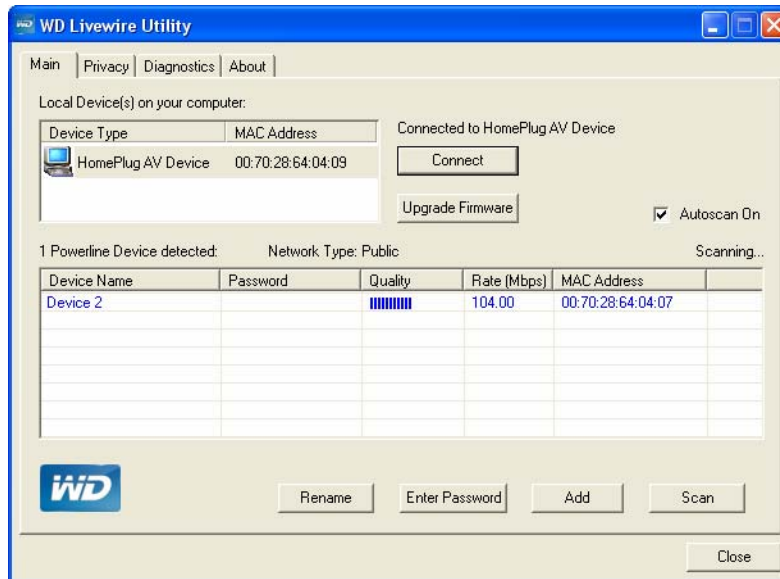 WD Livewire Utility
Main Privacy Diagnostics About
Local Device(s) on your computer:
Device Type MAC Address
HomePlug AV Device 00:70:28:64:04:09
Connected to HomePlug AV Device
Connect
Upgrade Firmware
Autoscan On
1 Powerline Device detected: Network Type: Public Scanning...
Device Name Password Quality Rate (Mbps) MAC Address
Device 2 104.00 00:70:28:64:04:07
WD
Rename Enter Password Add Scan
Close